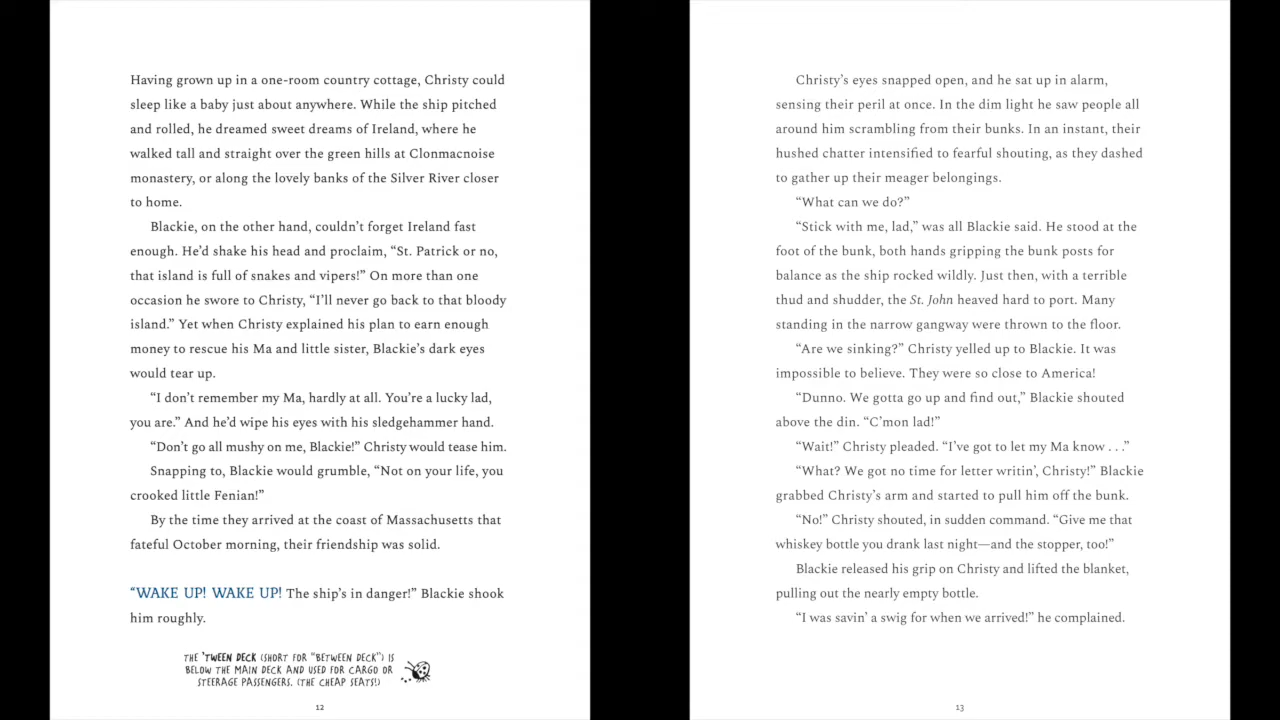 Having grown up in a one-room country cottage, Christy could
sleep like a baby just about anywhere. While the ship pitched
and rolled, he dreamed sweet dreams of Ireland, where he
walked tall and straight over the green hills at Clonmacnoise
monastery, or along the lovely banks of the Silver River closer
to home.
Blackie, on the other hand, couldn’t forget Ireland fast
enough. He’d shake his head and proclaim, “St. Patrick or no,
that island is full of snakes and vipers!” On more than one
occasion he swore to Christy, “I’ll never go back to that bloody
island.” Yet when Christy explained his plan to earn enough
money to rescue his Ma and little sister, Blackie’s dark eyes
would tear up.
“I don’t remember my Ma, hardly at all. You’re a lucky lad,
you are.” And he’d wipe his eyes with his sledgehammer hand.
“Don’t go all mushy on me, Blackie!” Christy would tease him.
Snapping to, Blackie would grumble, “Not on your life, you
crooked little Fenian!”
By the time they arrived at the coast of Massachusetts that
fateful October morning, their friendship was solid.
“WAKE UP! WAKE UP! The ship’s in danger!” Blackie shook
him roughly.
THE ’TWEEN DECK (SHORT FOR “BETWEEN DECK”) IS
BELOW THE MAIN DECK AND USED FOR CARGO OR
STEERAGE PASSENGERS. (THE CHEAP SEATS!)
12
Christy’s eyes snapped open, and he sat up in alarm,
sensing their peril at once. In the dim light he saw people all
around him scrambling from their bunks. In an instant, their
hushed chatter intensified to fearful shouting, as they dashed
to gather up their meager belongings.
“What can we do?”
“Stick with me, lad,” was all Blackie said. He stood at the
foot of the bunk, both hands gripping the bunk posts for
balance as the ship rocked wildly. Just then, with a terrible
thud and shudder, the St. John heaved hard to port. Many
standing in the narrow gangway were thrown to the floor.
“Are we sinking?” Christy yelled up to Blackie. It was
impossible to believe. They were so close to America!
“Dunno. We gotta go up and find out,” Blackie shouted
above the din. “C’mon lad!”
“Wait!” Christy pleaded. “I’ve got to let my Ma know . . .”
“What? We got no time for letter writin’, Christy!” Blackie
grabbed Christy’s arm and started to pull him off the bunk.
“No!” Christy shouted, in sudden command. “Give me that
whiskey bottle you drank last night—and the stopper, too!”
Blackie released his grip on Christy and lifted the blanket,
pulling out the nearly empty bottle.
“I was savin’ a swig for when we arrived!” he complained.
13